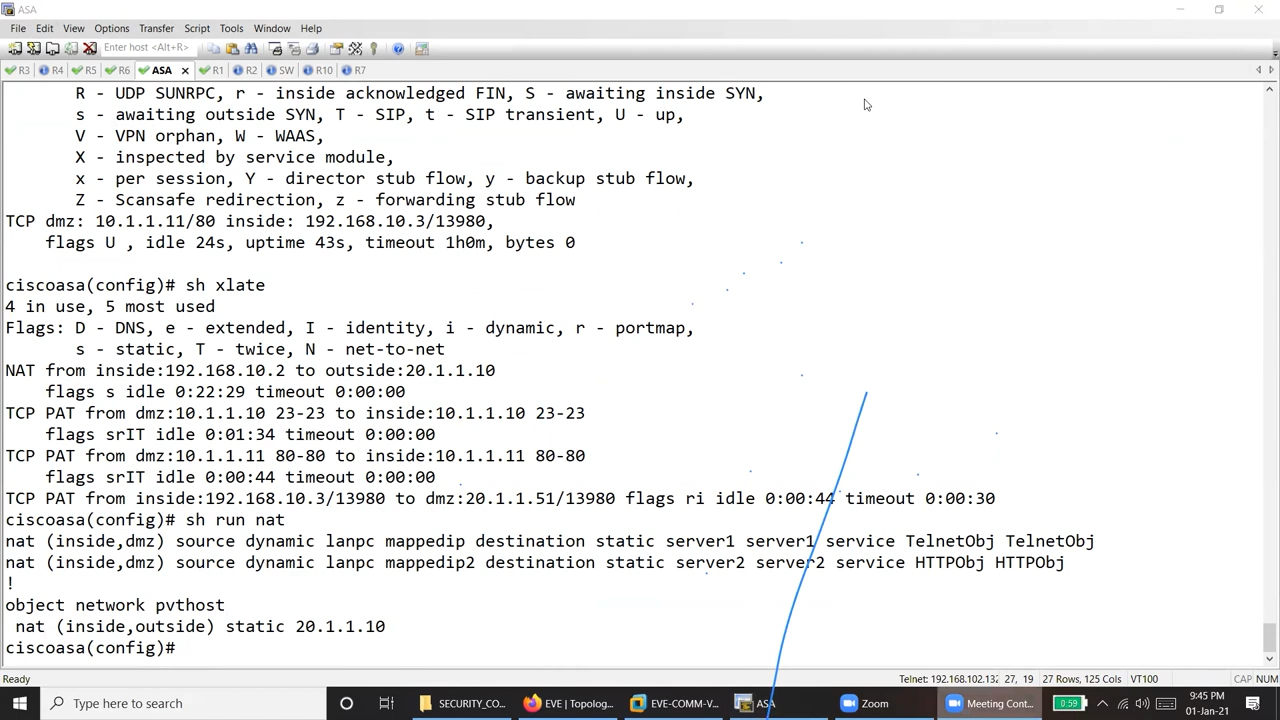 ASA
File Edit View Options Transfer Script Tools Window Help
Enter host <Alt+R>
R3 R4 R5 R6 ASA R1 R2 SW R10 R7
R - UDP SUNRPC, r - inside acknowledged FIN, S - awaiting inside SYN,
s - awaiting outside SYN, T - SIP, t - SIP transient, U - up,
V - VPN orphan, W - WAAS,
X - inspected by service module,
x - per session, Y - director stub flow, y - backup stub flow,
Z - Scansafe redirection, z - forwarding stub flow
TCP dmz: 10.1.1.11/80 inside: 192.168.10.3/13980,
flags U , idle 24s, uptime 43s, timeout 1h0m, bytes 0
ciscoasa(config)# sh xlate
4 in use, 5 most used
Flags: D - DNS, e - extended, I - identity, i - dynamic, r - portmap,
s - static, T - twice, N - net-to-net
NAT from inside:192.168.10.2 to outside:20.1.1.10
flags s idle 0:22:29 timeout 0:00:00
TCP PAT from dmz:10.1.1.10 23-23 to inside:10.1.1.10 23-23
flags srIT idle 0:01:34 timeout 0:00:00
TCP PAT from dmz:10.1.1.11 80-80 to inside:10.1.1.11 80-80
flags srIT idle 0:00:44 timeout 0:00:00
TCP PAT from inside:192.168.10.3/13980 to dmz:20.1.1.51/13980 flags ri idle 0:00:44 timeout 0:00:30
ciscoasa(config)# sh run nat
nat (inside,dmz) source dynamic lanpc mappedip destination static server1 server1 service TelnetObj TelnetObj
nat (inside,dmz) source dynamic lanpc mappedip2 destination static server2 server2 service HTTPObj HTTPObj
!
object network pvthost
nat (inside,outside) static 20.1.1.10
ciscoasa(config)#
Ready Telnet: 192.168.102.132 27, 19 27 Rows, 125 Cols VT100 CAP NUM
Type here to search SECURITY_CO... EVE | Topolog... EVE-COMM-V... ASA Zoom Meeting Cont... 0:59 9:45 PM
01-Jan-21